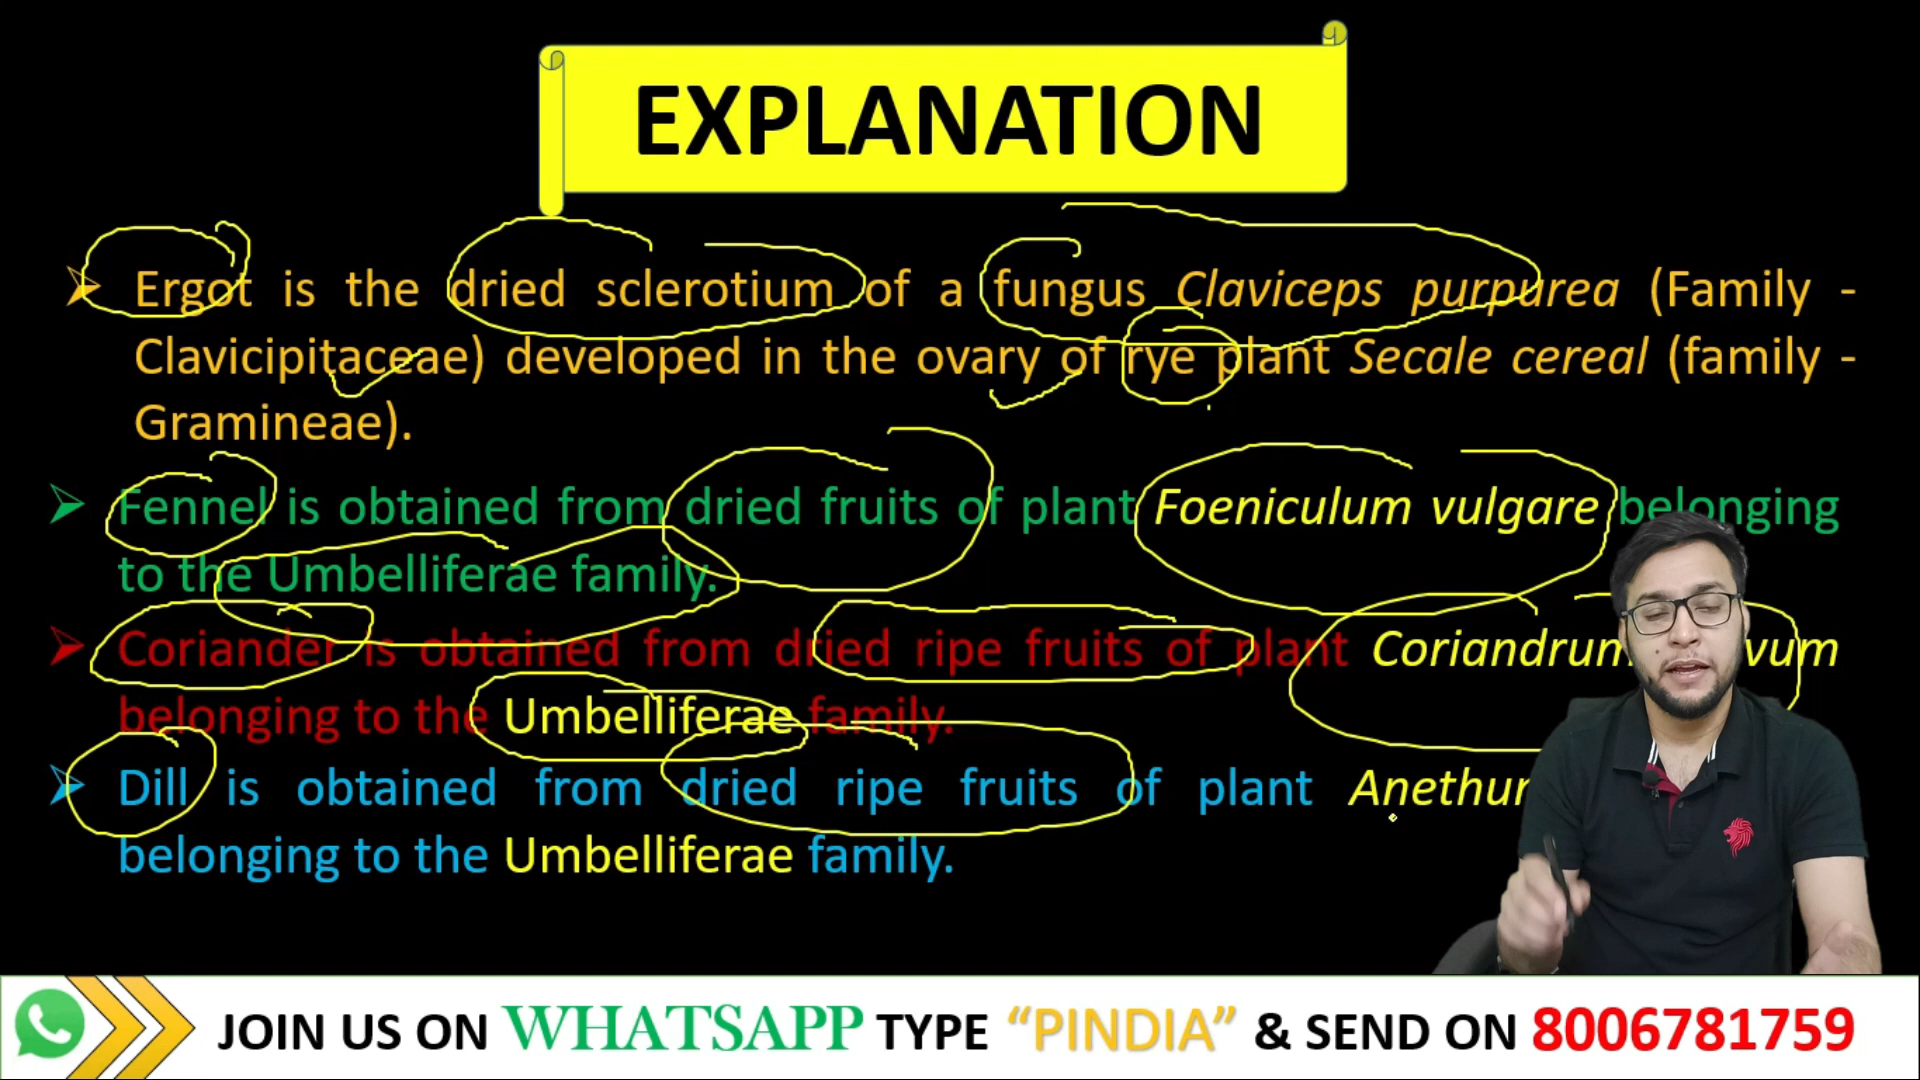 EXPLANATION
Ergot is the dried sclerotium of a fungus Claviceps purpurea (Family -
Clavicipitaceae) developed in the ovary of rye plant Secale cereal (family -
Gramineae).
Fennel is obtained from dried fruits of plant Foeniculum vulgare belonging
to the Umbelliferae family.
Coriander is obtained from dried ripe fruits of plant
belonging to the Umbelliferae family.
Dill is obtained from dried ripe fruits of plant
belonging to the Umbelliferae family.
JOIN US ON WHATSAPP TYPE “PINDIA” & SEND ON 8006781759